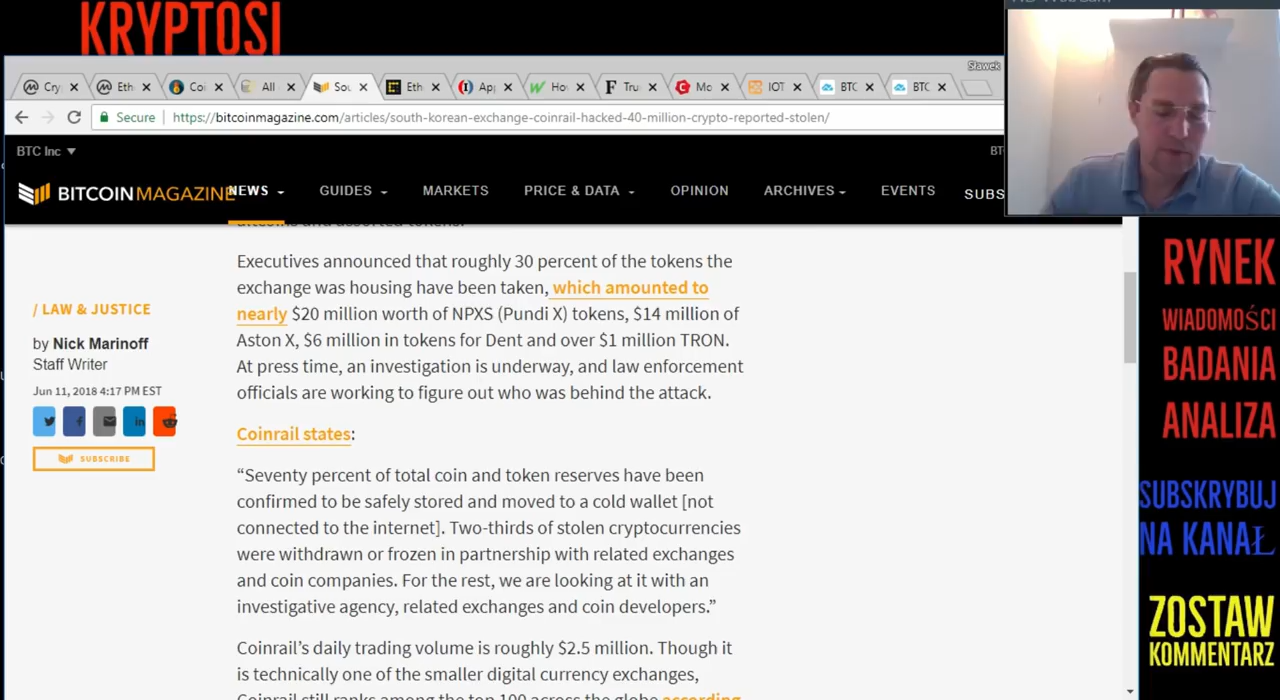 KRYPTOSI
Sławek
Cry
Eth
Coi
All
Sou
Eth
App
Ho
Tru
Mo
IOT
BTC
BTC
Secure
https://bitcoinmagazine.com/articles/south-korean-exchange-coinrail-hacked-40-million-crypto-reported-stolen/
BTC Inc
BT
BITCOINMAGAZINE
NEWS
GUIDES
MARKETS
PRICE & DATA
OPINION
ARCHIVES
EVENTS
SUBS
bitcoins and assorted tokens.
Executives announced that roughly 30 percent of the tokens the
exchange was housing have been taken, which amounted to
nearly $20 million worth of NPXS (Pundi X) tokens, $14 million of
Aston X, $6 million in tokens for Dent and over $1 million TRON.
At press time, an investigation is underway, and law enforcement
officials are working to figure out who was behind the attack.
/ LAW & JUSTICE
by Nick Marinoff
Staff Writer
Jun 11, 2018 4:17 PM EST
SUBSCRIBE
Coinrail states:
“Seventy percent of total coin and token reserves have been
confirmed to be safely stored and moved to a cold wallet [not
connected to the internet]. Two-thirds of stolen cryptocurrencies
were withdrawn or frozen in partnership with related exchanges
and coin companies. For the rest, we are looking at it with an
investigative agency, related exchanges and coin developers.”
Coinrail’s daily trading volume is roughly $2.5 million. Though it
is technically one of the smaller digital currency exchanges,
Coinrail still ranks among the top 100 across the globe according
RYNEK
WIADOMOŚCI
BADANIA
ANALIZA
SUBSKRYBUJ
NA KANAŁ
ZOSTAW
KOMMENTARZ